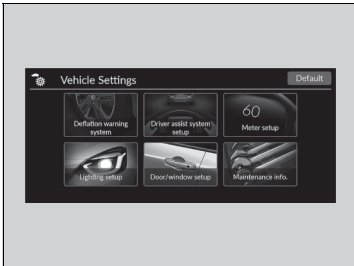 Vehicle Settings
Default
Deflation warning
system
Driver assist system
setup
60
Meter setup
Lighting setup
Door/window setup
Maintenance info.